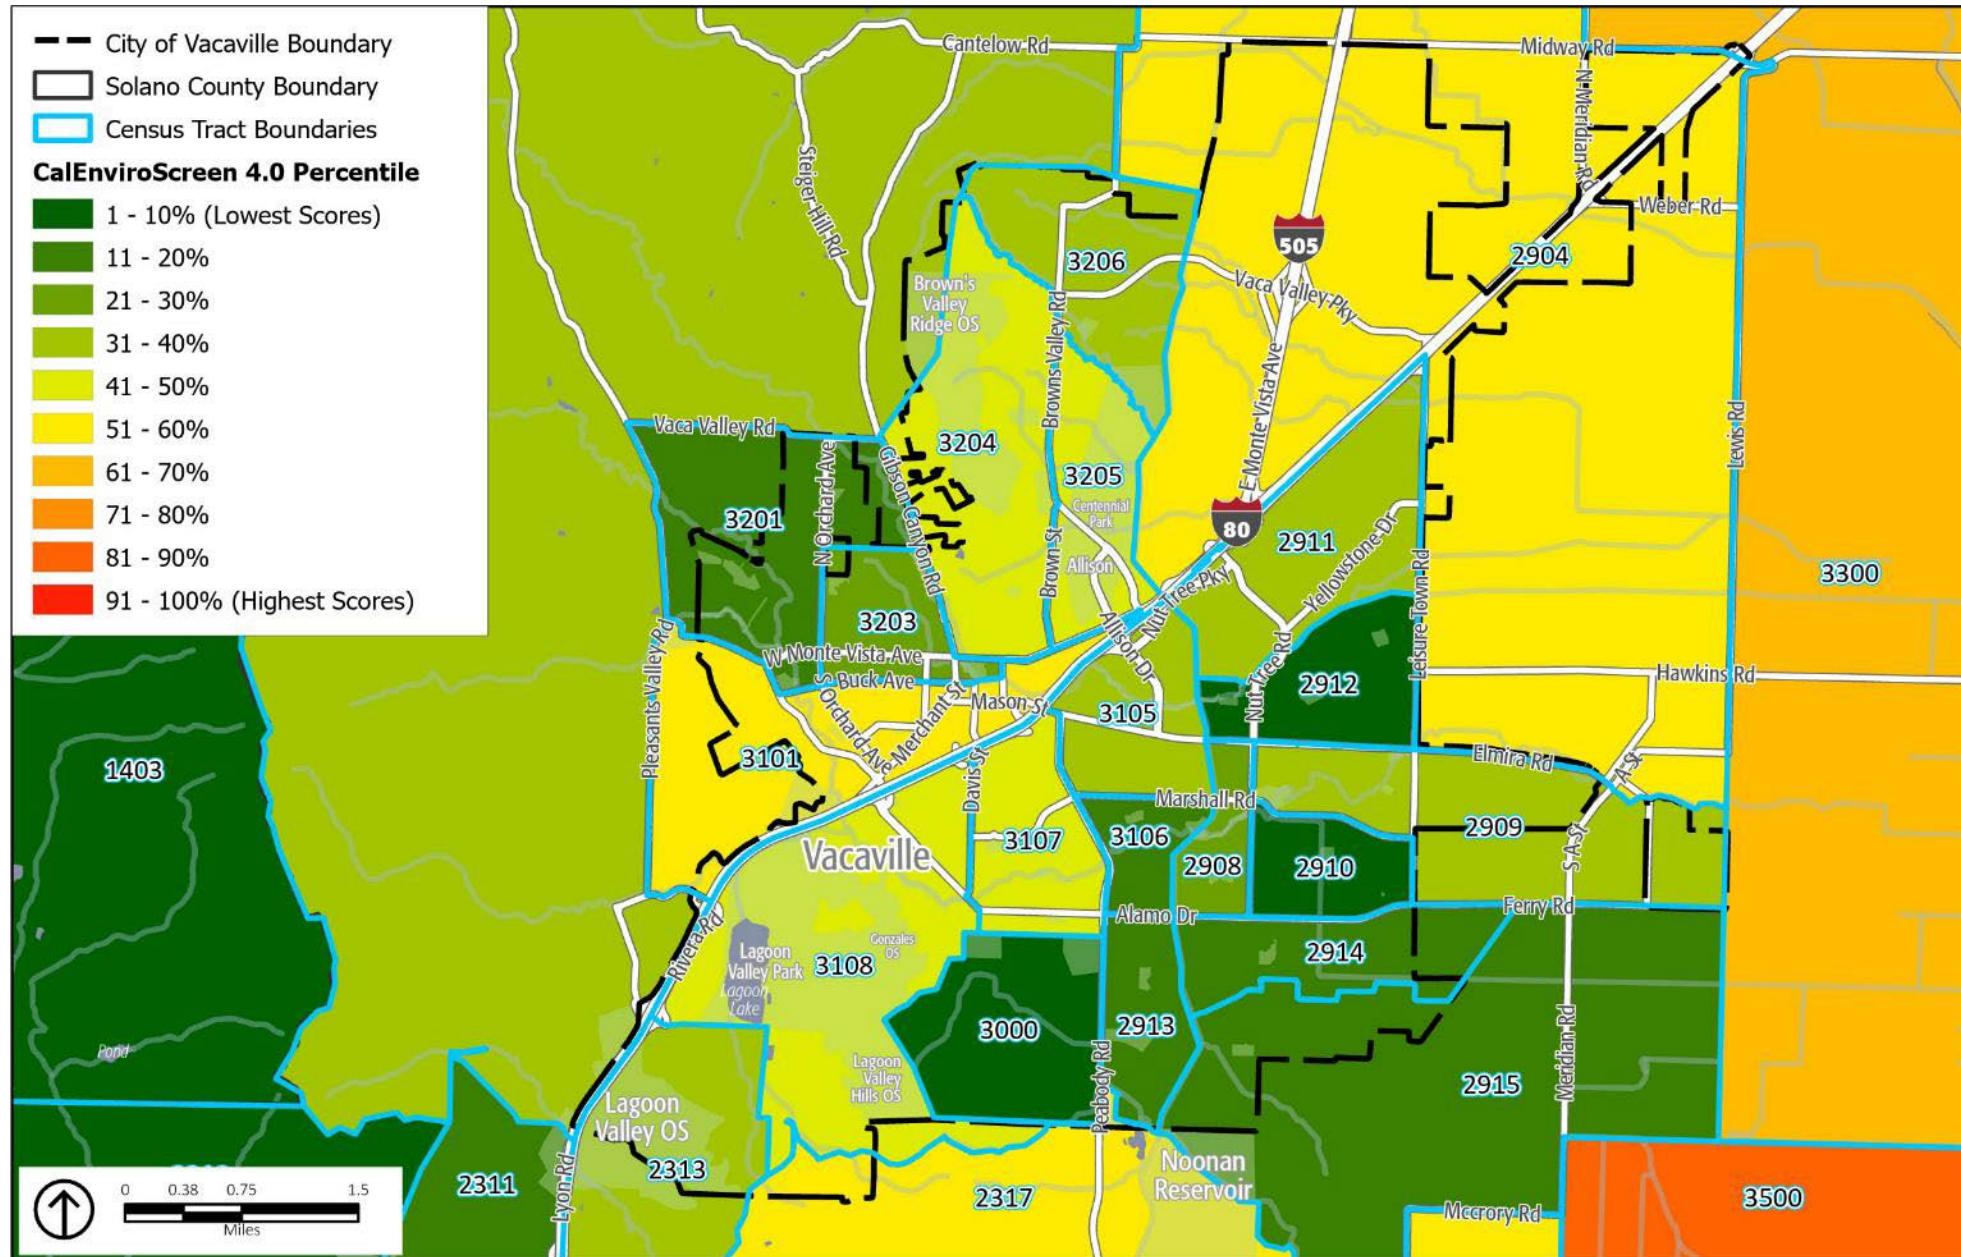 City of Vacaville Boundary
Solano County Boundary
Census Tract Boundaries
CalEnviroScreen 4.0 Percentile
1 - 10% (Lowest Scores)
11 - 20%
21 - 30%
31 - 40%
41 - 50%
51 - 60%
61 - 70%
71 - 80%
81 - 90%
91 - 100% (Highest Scores)
Cantelow Rd
Midway Rd
N Meridian Rd
Steiger Hill Rd
Weber Rd
505
2904
3206
Brown's
Valley
Ridge OS
Vaca Valley Pky
Browns Valley Rd
E Monte Vista Ave
Lewis Rd
Vaca Valley Rd
N Orchard Ave
Gibson Canyon Rd
3204
3205
Centennial
Park
3201
80
2911
Yellowstone Dr
Brown St
Allison
Nut Tree Pky
3300
Leisure Town Rd
3203
Allison Dr
Pleasants Valley Rd
W Monte Vista Ave
Buck Ave
S Orchard Ave
Merchant St
Mason St
Nut Tree Rd
2912
Hawkins Rd
3105
1403
3101
Davis St
Elmira Rd
A St
Marshall Rd
3107
3106
2908
2910
2909
S A St
Vacaville
Alamo Dr
Ferry Rd
Rivera Rd
Lagoon
Valley Park
Lagoon
Lake
Gonzales
OS
3108
2914
3000
2913
Peabody Rd
Meridian Rd
Pond
Lagoon
Valley
Hills OS
2915
Lagoon
Valley OS
2311
Lyon Rd
2313
2317
Noonan
Reservoir
Mccrory Rd
3500
0 0.38 0.75 1.5
Miles